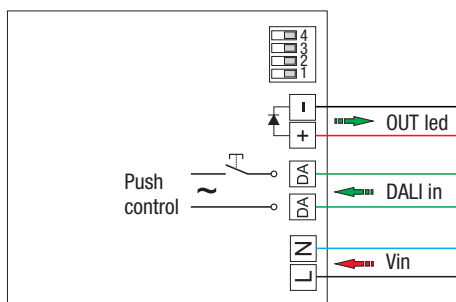 4
3
2
1
−
+
OUT led
DA
DA
DALI in
Push
control
~
N
L
Vin